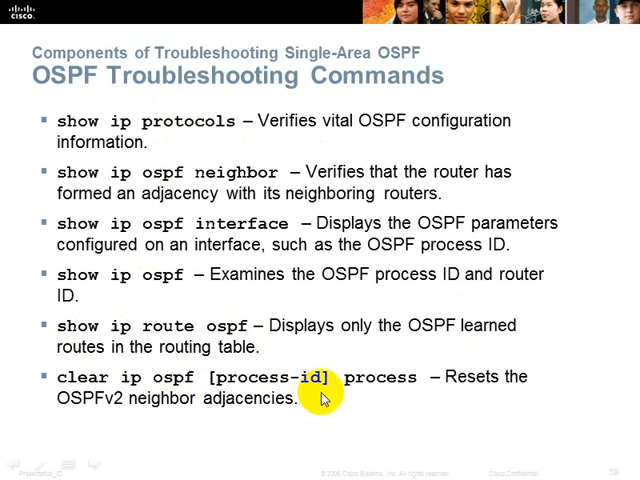 CISCO.
Components of Troubleshooting Single-Area OSPF
OSPF Troubleshooting Commands
▪ show ip protocols – Verifies vital OSPF configuration
information.
▪ show ip ospf neighbor – Verifies that the router has
formed an adjacency with its neighboring routers.
▪ show ip ospf interface – Displays the OSPF parameters
configured on an interface, such as the OSPF process ID.
▪ show ip ospf – Examines the OSPF process ID and router
ID.
▪ show ip route ospf – Displays only the OSPF learned
routes in the routing table.
▪ clear ip ospf [process-id] process – Resets the
OSPFv2 neighbor adjacencies.
Presentation_ID
© 2008 Cisco Systems, Inc. All rights reserved.
Cisco Confidential
39